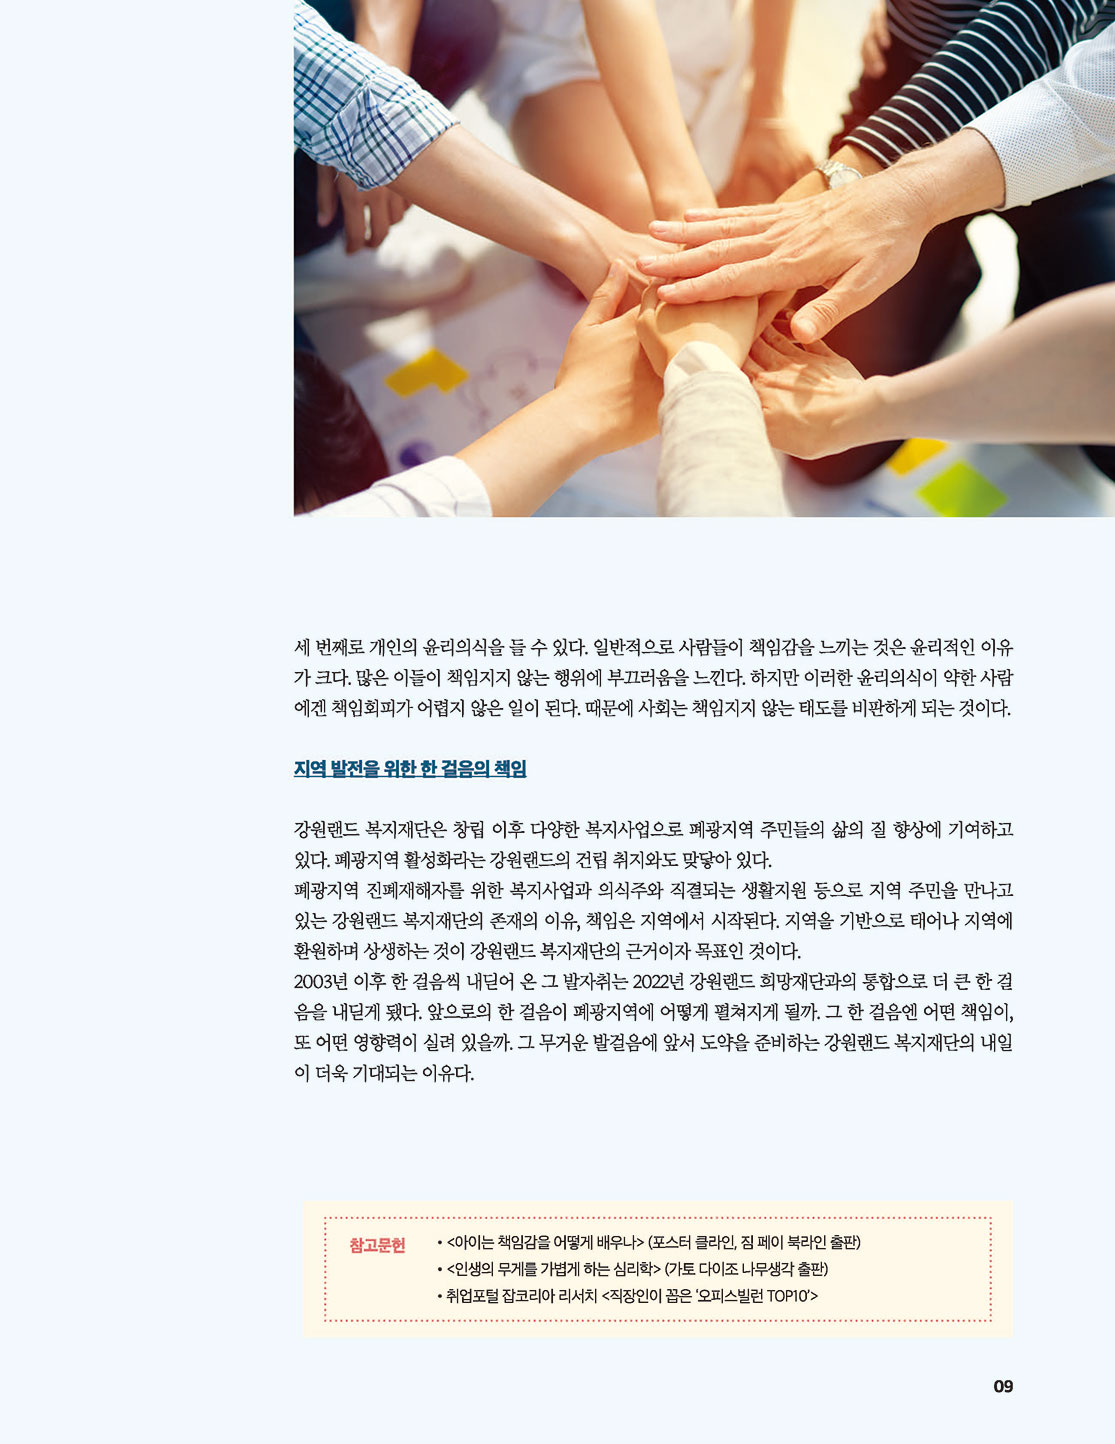 세 번째로 개인의 윤리의식을 들 수 있다. 일반적으로 사람들이 책임감을 느끼는 것은 윤리적인 이유
가 크다. 많은 이들이 책임지지 않는 행위에 부끄러움을 느낀다. 하지만 이러한 윤리의식이 약한 사람
에겐 책임회피가 어렵지 않은 일이 된다. 때문에 사회는 책임지지 않는 태도를 비판하게 되는 것이다.
지역 발전을 위한 한 걸음의 책임
강원랜드 복지재단은 창립 이후 다양한 복지사업으로 폐광지역 주민들의 삶의 질 향상에 기여하고
있다. 폐광지역 활성화라는 강원랜드의 건립 취지와도 맞닿아 있다.
폐광지역 진폐재해자를 위한 복지사업과 의식주와 직결되는 생활지원 등으로 지역 주민을 만나고
있는 강원랜드 복지재단의 존재의 이유, 책임은 지역에서 시작된다. 지역을 기반으로 태어나 지역에
환원하며 상생하는 것이 강원랜드 복지재단의 근거이자 목표인 것이다.
2003년 이후 한 걸음씩 내딛어 온 그 발자취는 2022년 강원랜드 희망재단과의 통합으로 더 큰 한 걸
음을 내딛게 됐다. 앞으로의 한 걸음이 폐광지역에 어떻게 펼쳐지게 될까. 그 한 걸음엔 어떤 책임이,
또 어떤 영향력이 실려 있을까. 그 무거운 발걸음에 앞서 도약을 준비하는 강원랜드 복지재단의 내일
이 더욱 기대되는 이유다.
참고문헌
• <아이는 책임감을 어떻게 배우나> (포스터 클라인, 짐 페이 북라인 출판)
• <인생의 무게를 가볍게 하는 심리학> (가토 다이조 나무생각 출판)
• 취업포털 잡코리아 리서치 <직장인이 꼽은 ‘오피스빌런 TOP10’>
09